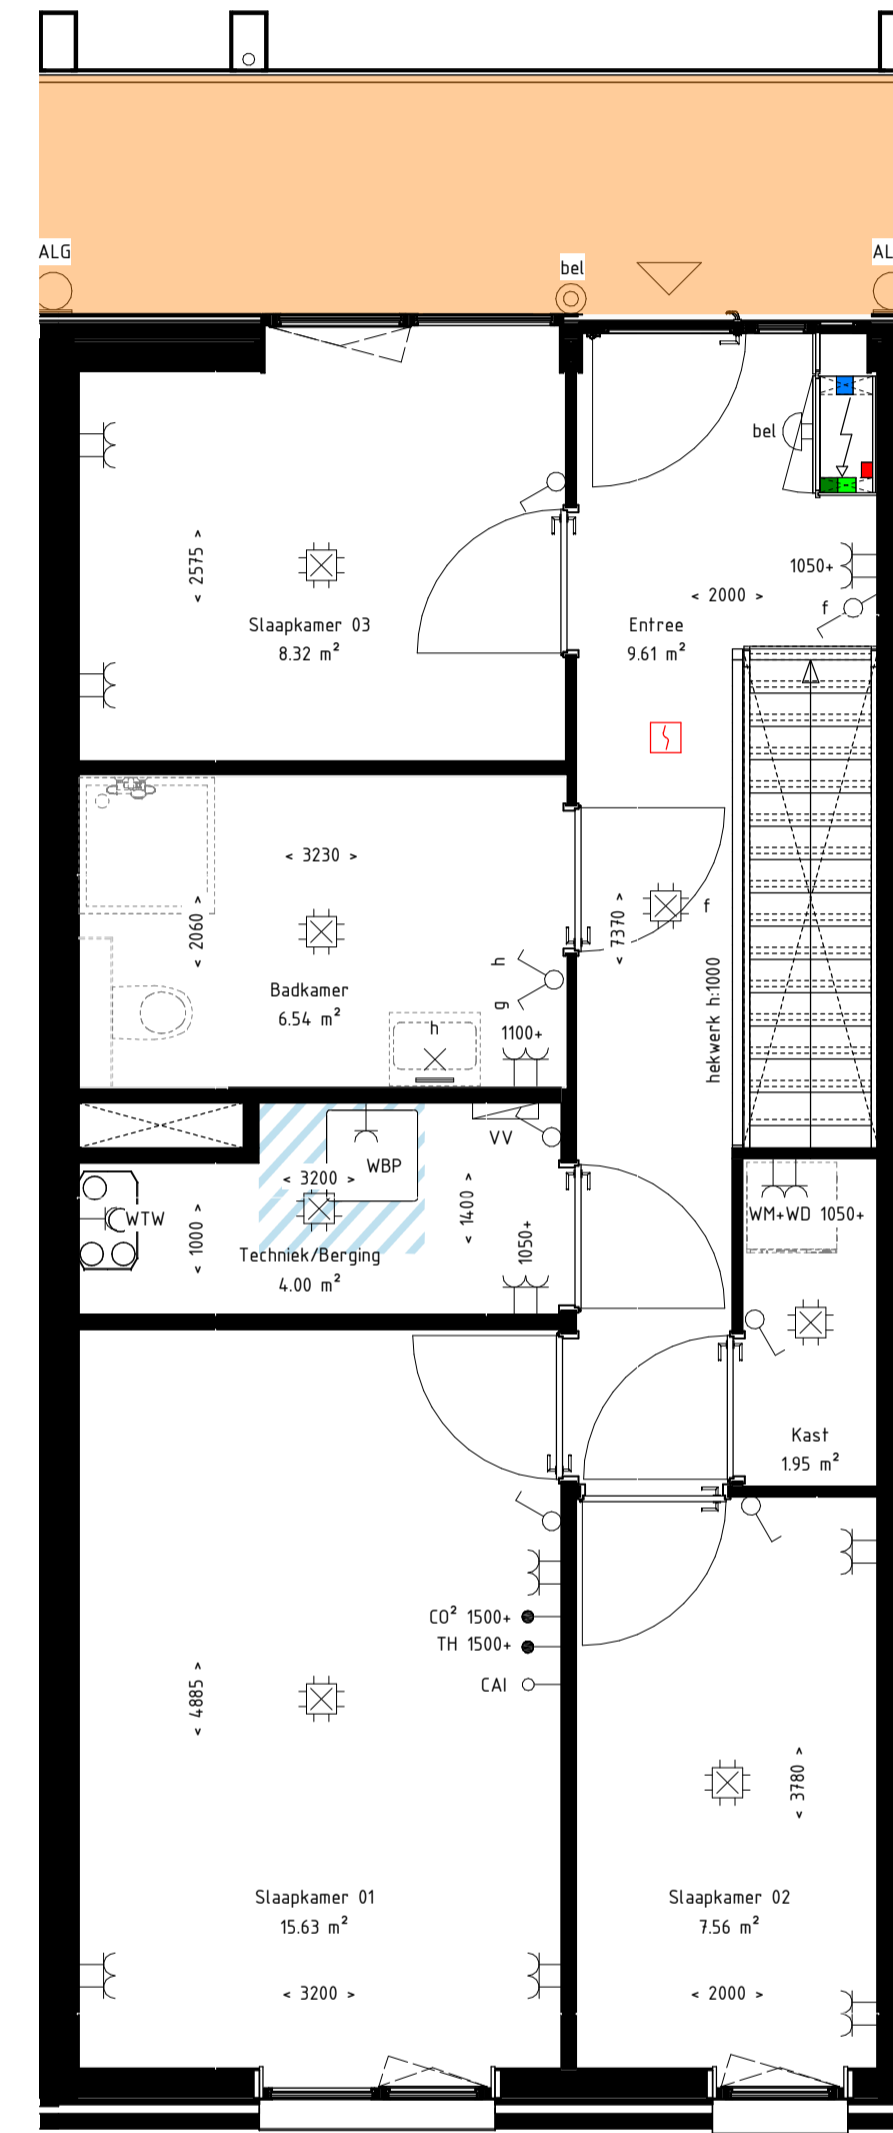 ALG
AL
bel
bel
< 2575 >
1050+
< 2000 >
f
Slaapkamer 03
8.32 m²
Entree
9.61 m²
< 3230 >
< 2060 >
f
< 7370 >
h
g
hekwerk h:1000
Badkamer
6.54 m²
h
1100+
VV
WBP
< 3200 >
< 1400 >
WTW
< 1000 >
1050+
WM+WD 1050+
Techniek/Berging
4.00 m²
Kast
1.95 m²
CO² 1500+
TH 1500+
CAI
< 4885 >
< 3780 >
Slaapkamer 01
15.63 m²
Slaapkamer 02
7.56 m²
< 3200 >
< 2000 >